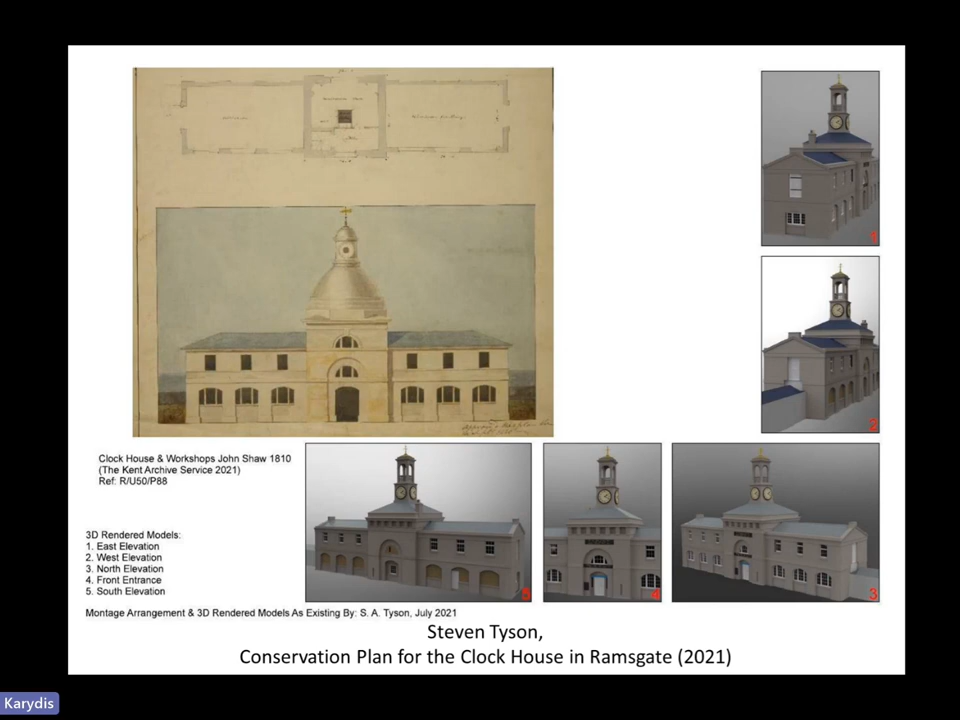 Clock House & Workshops John Shaw 1810
(The Kent Archive Service 2021)
Ref: R/U50/P88
3D Rendered Models:
1. East Elevation
2. West Elevation
3. North Elevation
4. Front Entrance
5. South Elevation
Montage Arrangement & 3D Rendered Models As Existing By: S. A. Tyson, July 2021
1
2
5
4
3
Steven Tyson,
Conservation Plan for the Clock House in Ramsgate (2021)
Karydis